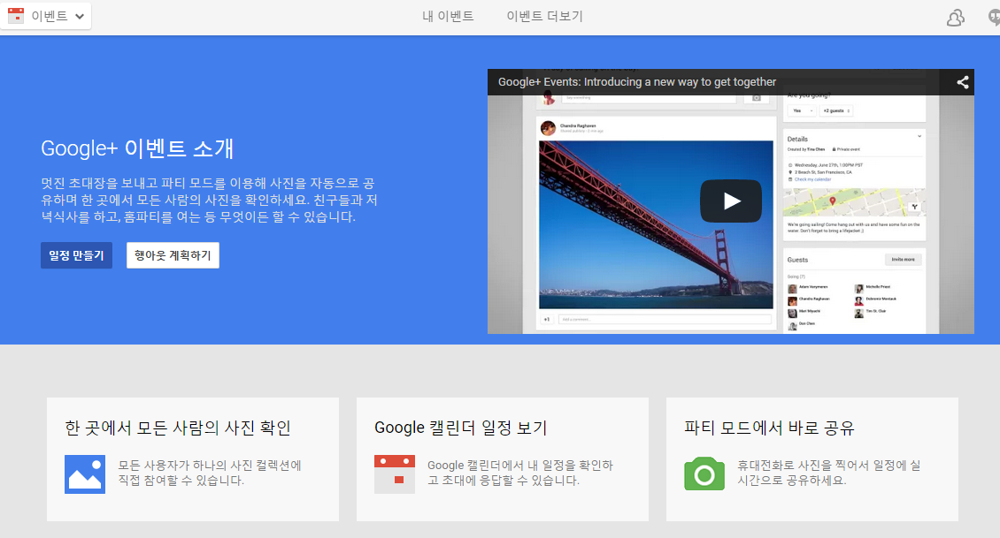 이벤트
내 이벤트
이벤트 더보기
Google+ 이벤트 소개
멋진 초대장을 보내고 파티 모드를 이용해 사진을 자동으로 공
유하며 한 곳에서 모든 사람의 사진을 확인하세요. 친구들과 저
녁식사를 하고, 홈파티를 여는 등 무엇이든 할 수 있습니다.
일정 만들기
행아웃 계획하기
Google+ Events: Introducing a new way to get together
Say something
Chandra Raghavan
+1
Add a comment...
Are you going?
Yes
+2 guests
Details
Created by Tina Chen Private event
Wednesday, June 27th, 1:00PM PST
3 Beach St, San Francisco, CA
Check my calendar
We're going sailing! Come hang out with us and have some fun on the
water. Don't forget to bring a lifejacket ;)
Guests
Invite more
Going (7)
Chandra Raghavan
Mari Miyachi
Tim St. Clair
Don Chen
한 곳에서 모든 사람의 사진 확인
모든 사용자가 하나의 사진 컬렉션에
직접 참여할 수 있습니다.
Google 캘린더 일정 보기
Google 캘린더에서 내 일정을 확인하
고 초대에 응답할 수 있습니다.
파티 모드에서 바로 공유
휴대전화로 사진을 찍어서 일정에 실
시간으로 공유하세요.